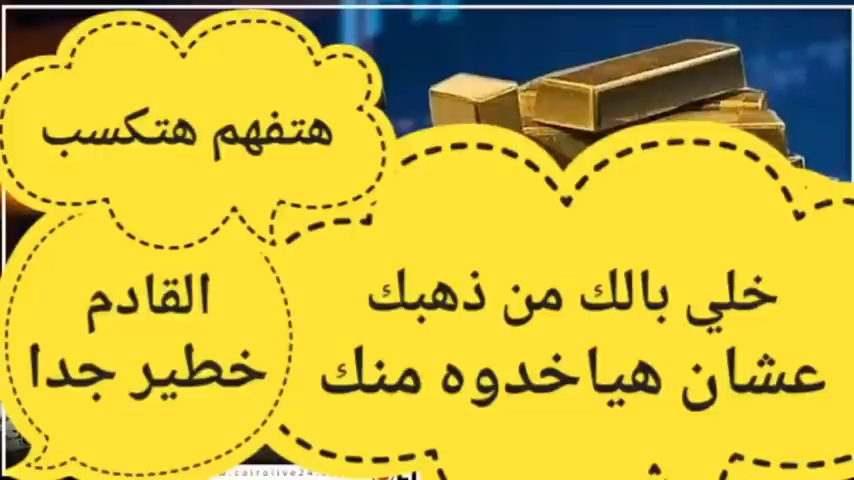 هتفهم هتكسب
خلي بالك من ذهبك
عشان هياخدوه منك
القادم
خطير جدا